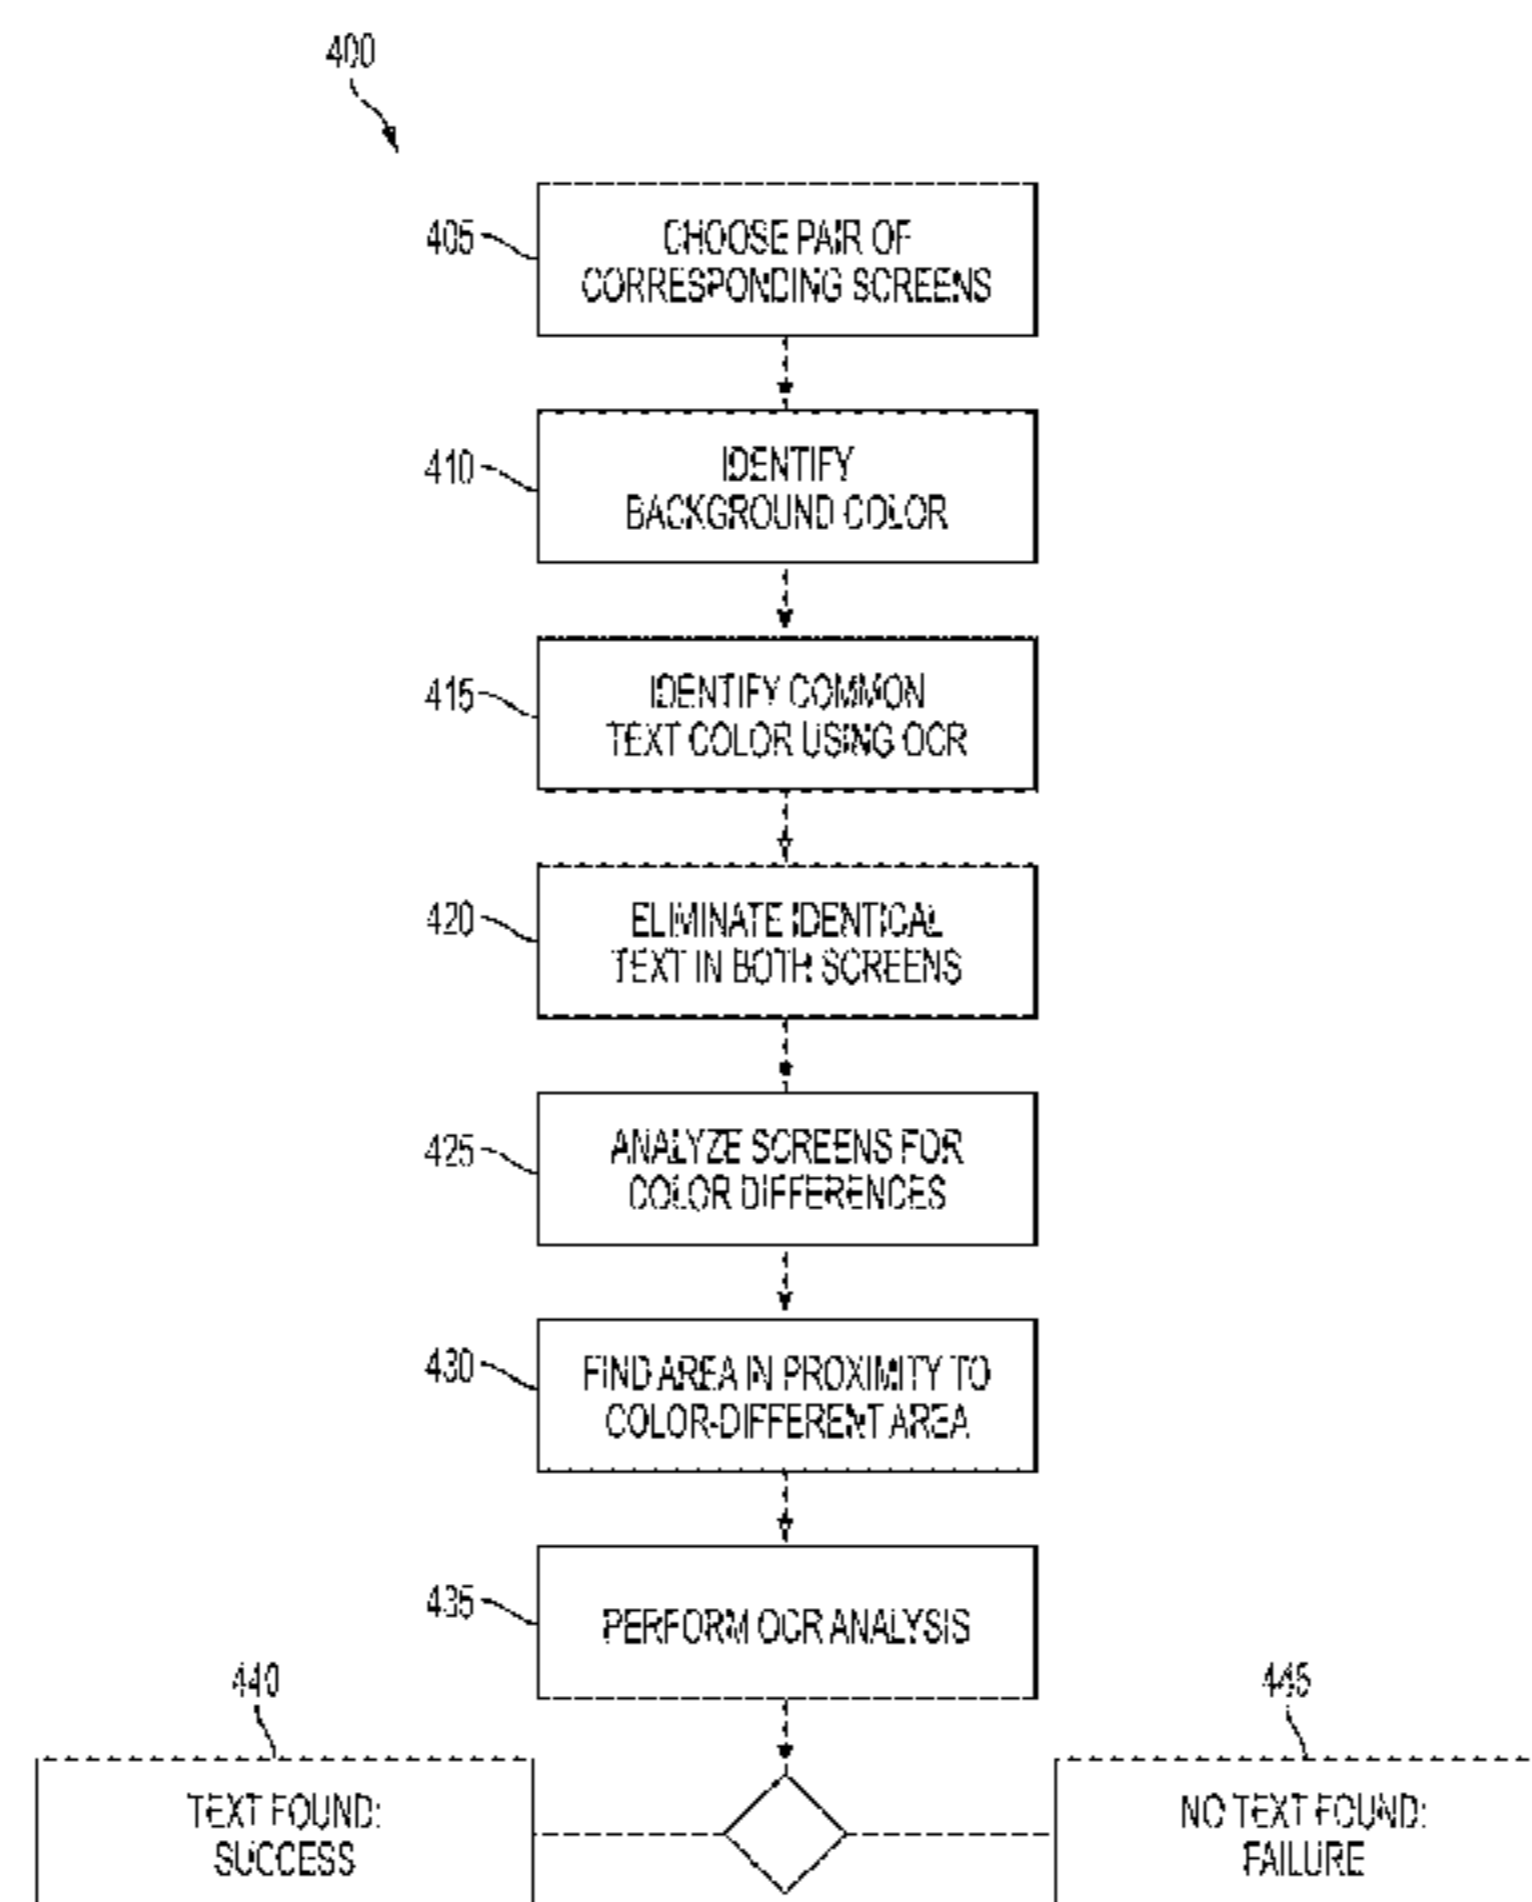 400
405
CHOOSE PAIR OF
CORRESPONDING SCREENS
410
IDENTIFY
BACKGROUND COLOR
415
IDENTIFY COMMON
TEXT COLOR USING OCR
420
ELIMINATE IDENTICAL
TEXT IN BOTH SCREENS
425
ANALYZE SCREENS FOR
COLOR DIFFERENCES
430
FIND AREA IN PROXIMITY TO
COLOR-DIFFERENT AREA
435
PERFORM OCR ANALYSIS
440
TEXT FOUND:
SUCCESS
445
NO TEXT FOUND:
FAILURE